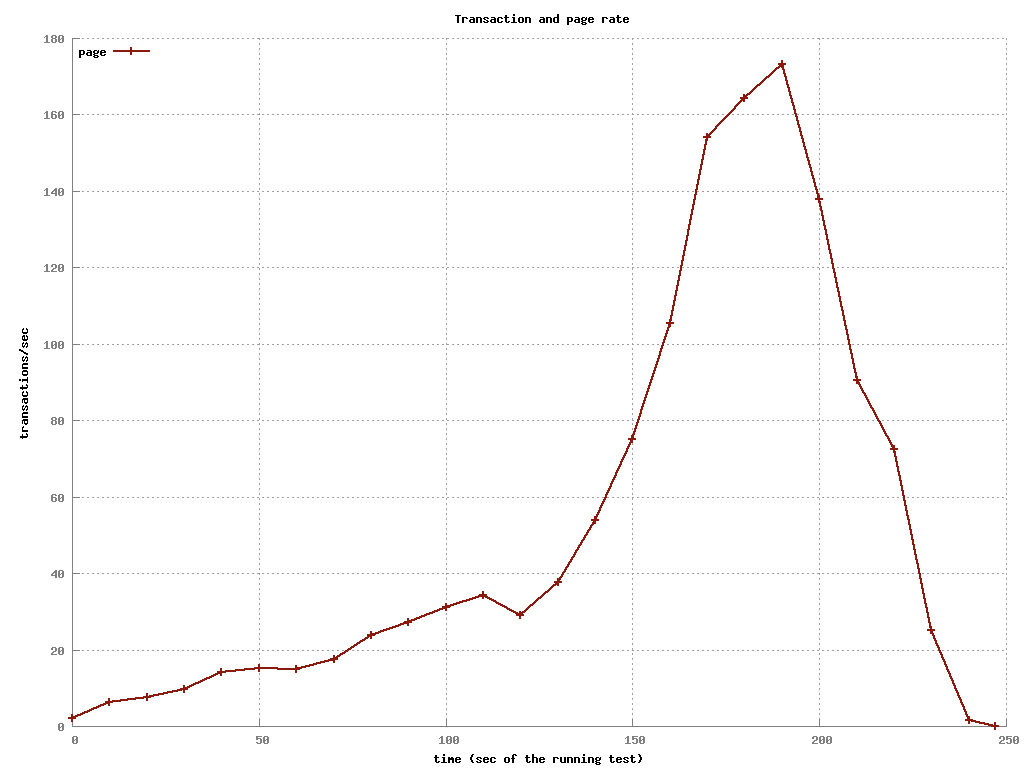 Transaction and page rate
180
page
160
140
120
100
80
60
40
20
0
transactions/sec
0 50 100 150 200 250
time (sec of the running test)